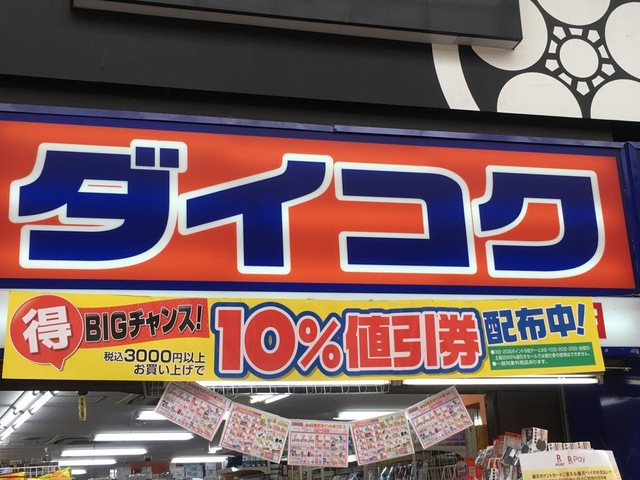 ダイコク
得
BIGチャンス!
税込3000円以上
お買い上げで
10%値引券
配布中!
R Pay